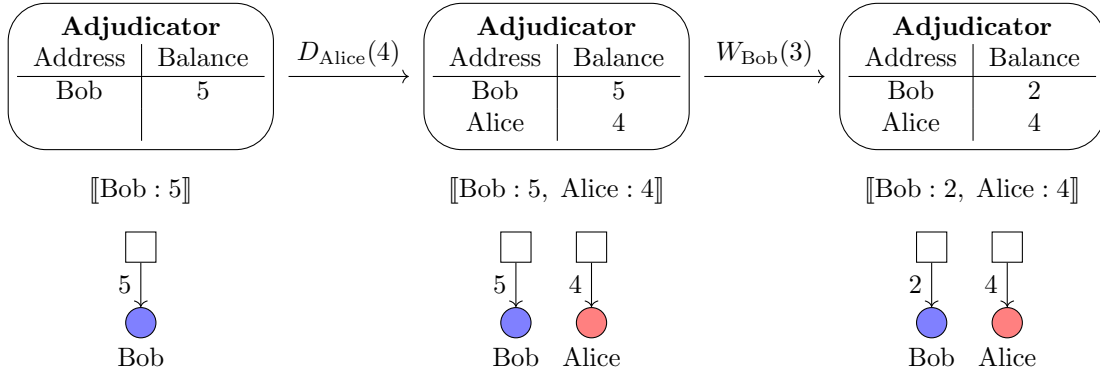 Adjudicator
Address Balance
Bob 5
D_Alice(4)
Adjudicator
Address Balance
Bob 5
Alice 4
W_Bob(3)
Adjudicator
Address Balance
Bob 2
Alice 4
⟦Bob : 5⟧
⟦Bob : 5, Alice : 4⟧
⟦Bob : 2, Alice : 4⟧
5
Bob
5 4
Bob Alice
2 4
Bob Alice